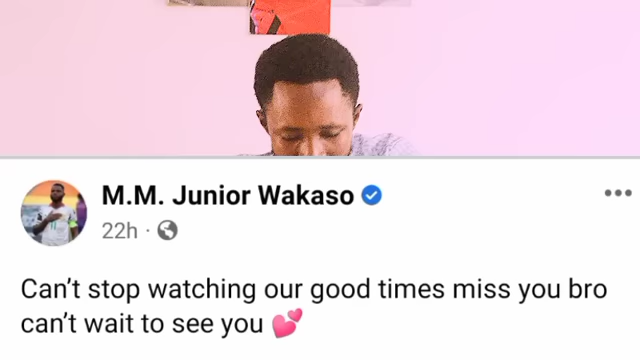 M.M. Junior Wakaso
22h ·
Can't stop watching our good times miss you bro
can't wait to see you 💕